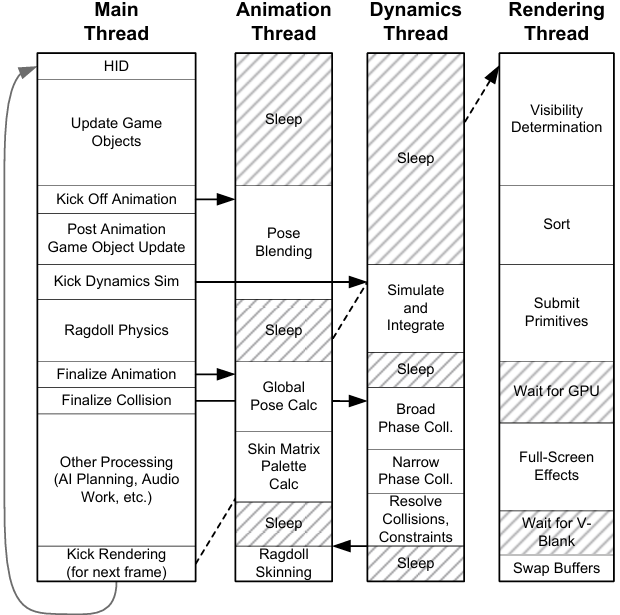 Main
Thread
HID
Update Game
Objects
Kick Off Animation
Post Animation
Game Object Update
Kick Dynamics Sim
Ragdoll Physics
Finalize Animation
Finalize Collision
Other Processing
(AI Planning, Audio
Work, etc.)
Kick Rendering
(for next frame)
Animation
Thread
Sleep
Pose
Blending
Sleep
Global
Pose Calc
Skin Matrix
Palette
Calc
Sleep
Ragdoll
Skinning
Dynamics
Thread
Sleep
Simulate
and
Integrate
Sleep
Broad
Phase Coll.
Narrow
Phase Coll.
Resolve
Collisions,
Constraints
Sleep
Rendering
Thread
Visibility
Determination
Sort
Submit
Primitives
Wait for GPU
Full-Screen
Effects
Wait for V-
Blank
Swap Buffers